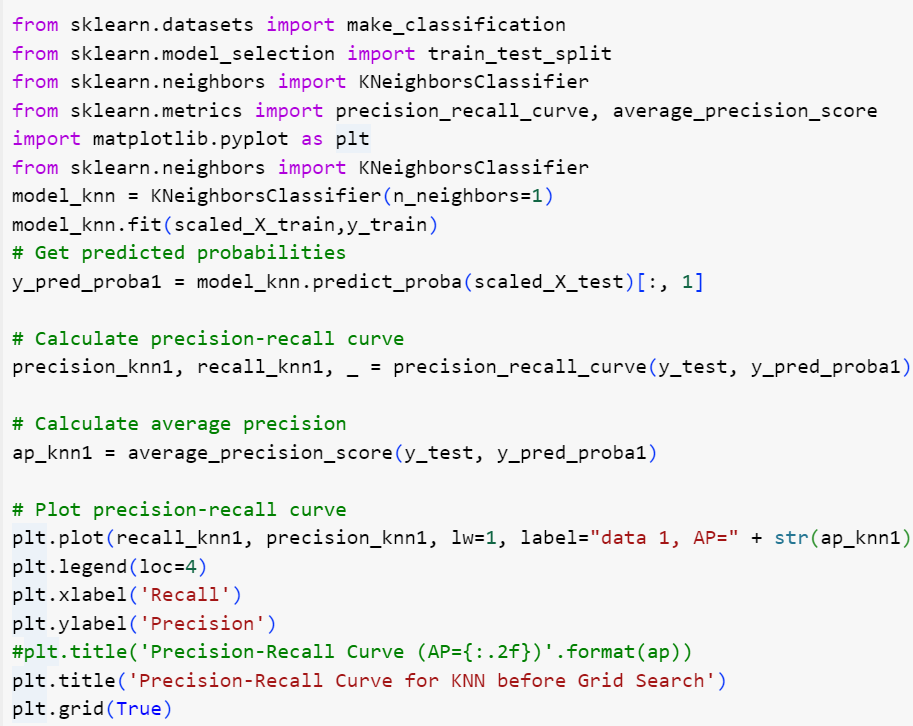 from sklearn.datasets import make_classification
from sklearn.model_selection import train_test_split
from sklearn.neighbors import KNeighborsClassifier
from sklearn.metrics import precision_recall_curve, average_precision_score
import matplotlib.pyplot as plt
from sklearn.neighbors import KNeighborsClassifier
model_knn = KNeighborsClassifier(n_neighbors=1)
model_knn.fit(scaled_X_train,y_train)
# Get predicted probabilities
y_pred_proba1 = model_knn.predict_proba(scaled_X_test)[:, 1]
# Calculate precision-recall curve
precision_knn1, recall_knn1, _ = precision_recall_curve(y_test, y_pred_proba1)
# Calculate average precision
ap_knn1 = average_precision_score(y_test, y_pred_proba1)
# Plot precision-recall curve
plt.plot(recall_knn1, precision_knn1, lw=1, label="data 1, AP=" + str(ap_knn1)
plt.legend(loc=4)
plt.xlabel('Recall')
plt.ylabel('Precision')
#plt.title('Precision-Recall Curve (AP={:.2f})'.format(ap))
plt.title('Precision-Recall Curve for KNN before Grid Search')
plt.grid(True)